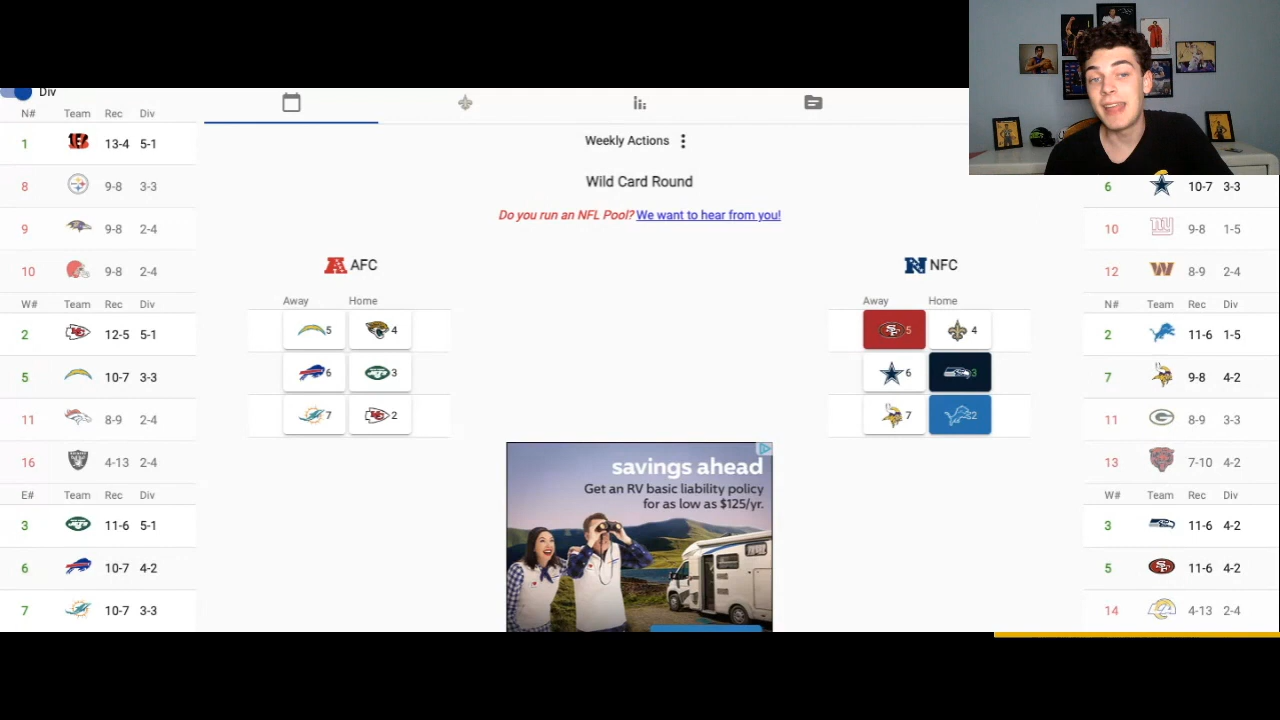 Div
N# Team Rec Div
1 13-4 5-1
8 9-8 3-3
9 9-8 2-4
10 9-8 2-4
W# Team Rec Div
2 12-5 5-1
5 10-7 3-3
11 8-9 2-4
16 4-13 2-4
E# Team Rec Div
3 11-6 5-1
6 10-7 4-2
7 10-7 3-3
Weekly Actions
Wild Card Round
Do you run an NFL Pool? We want to hear from you!
AFC
Away Home
5 4
6 3
7 2
NFC
Away Home
5 4
6 3
7 2
savings ahead
Get an RV basic liability policy
for as low as $125/yr.
6 10-7 3-3
10 9-8 1-5
12 8-9 2-4
N# Team Rec Div
2 11-6 1-5
7 9-8 4-2
11 8-9 3-3
13 7-10 4-2
W# Team Rec Div
3 11-6 4-2
5 11-6 4-2
14 4-13 2-4